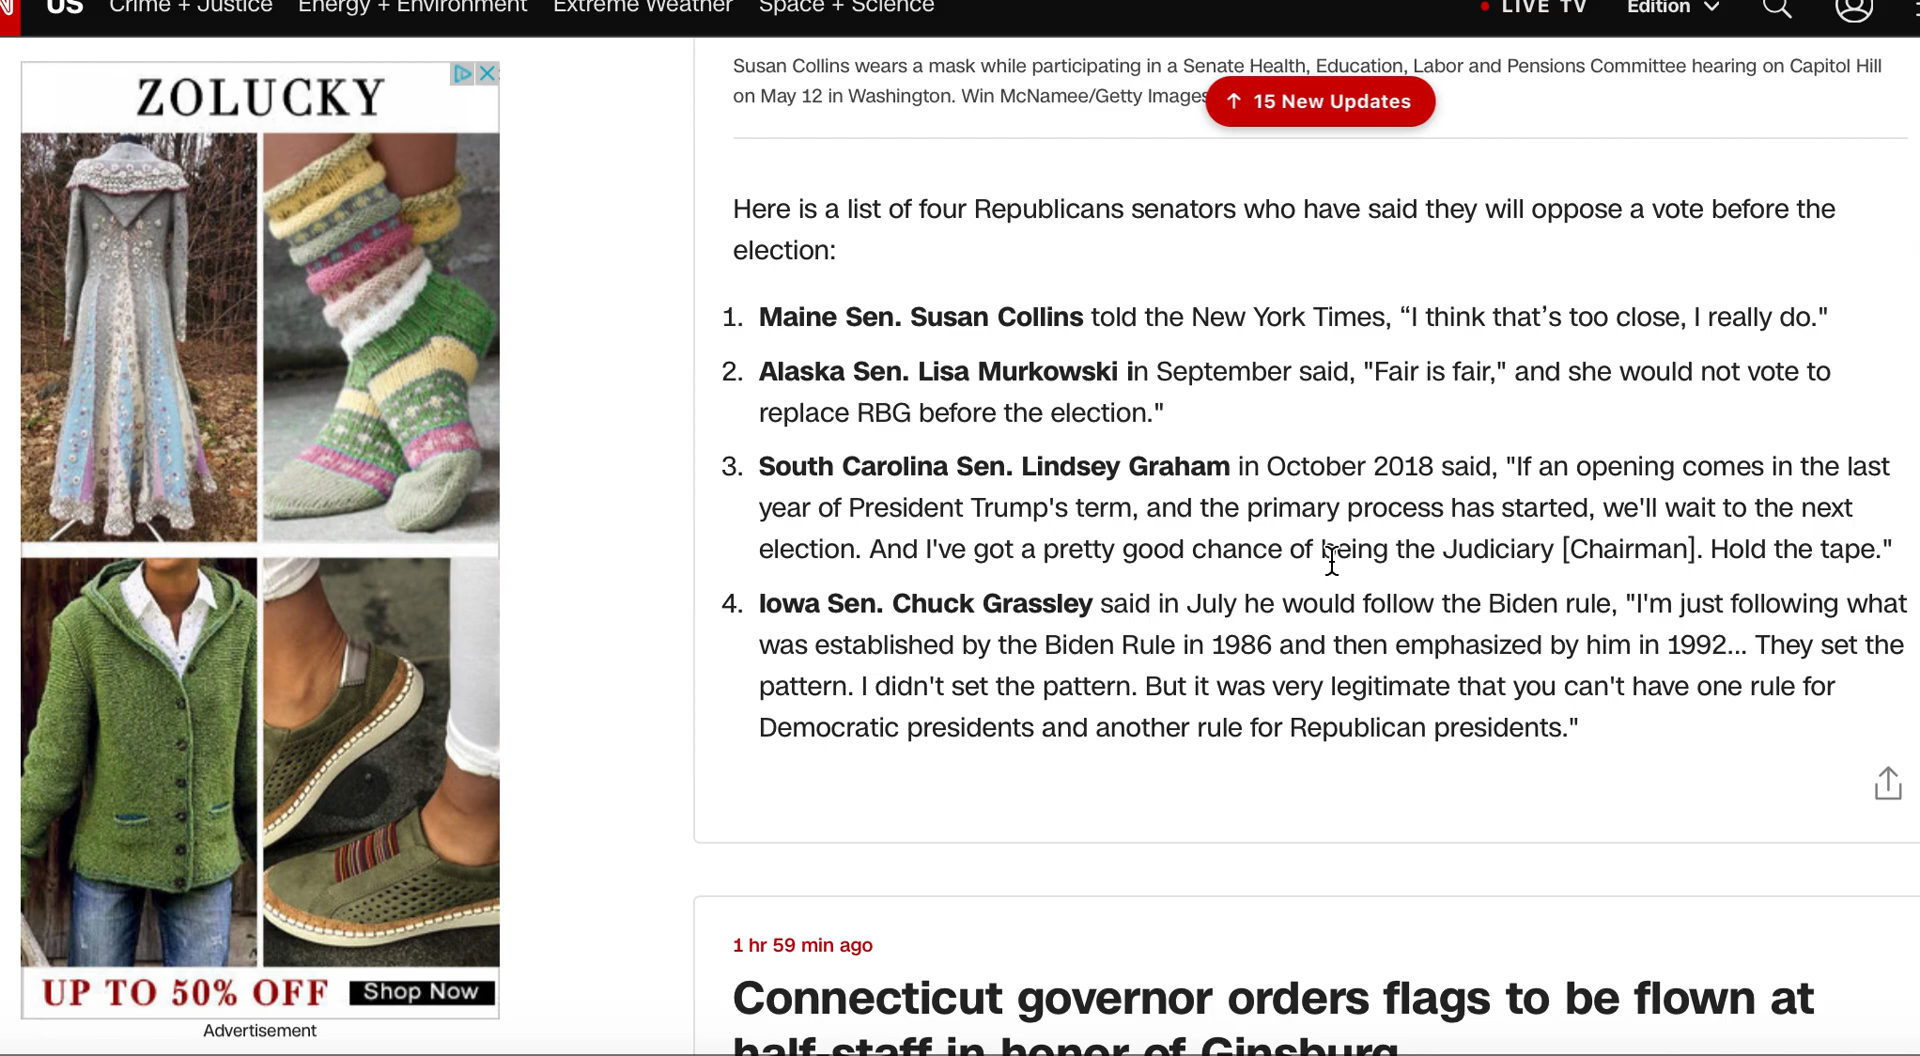 US Crime + Justice Energy + Environment Extreme Weather Space + Science LIVE TV Edition
ZOLUCKY
UP TO 50% OFF Shop Now
Advertisement
Susan Collins wears a mask while participating in a Senate Health, Education, Labor and Pensions Committee hearing on Capitol Hill
on May 12 in Washington. Win McNamee/Getty Images
↑ 15 New Updates
Here is a list of four Republicans senators who have said they will oppose a vote before the
election:
1. Maine Sen. Susan Collins told the New York Times, “I think that’s too close, I really do."
2. Alaska Sen. Lisa Murkowski in September said, "Fair is fair," and she would not vote to
replace RBG before the election."
3. South Carolina Sen. Lindsey Graham in October 2018 said, "If an opening comes in the last
year of President Trump's term, and the primary process has started, we'll wait to the next
election. And I've got a pretty good chance of being the Judiciary [Chairman]. Hold the tape."
4. Iowa Sen. Chuck Grassley said in July he would follow the Biden rule, "I'm just following what
was established by the Biden Rule in 1986 and then emphasized by him in 1992... They set the
pattern. I didn't set the pattern. But it was very legitimate that you can't have one rule for
Democratic presidents and another rule for Republican presidents."
1 hr 59 min ago
Connecticut governor orders flags to be flown at
half-staff in honor of Ginsburg